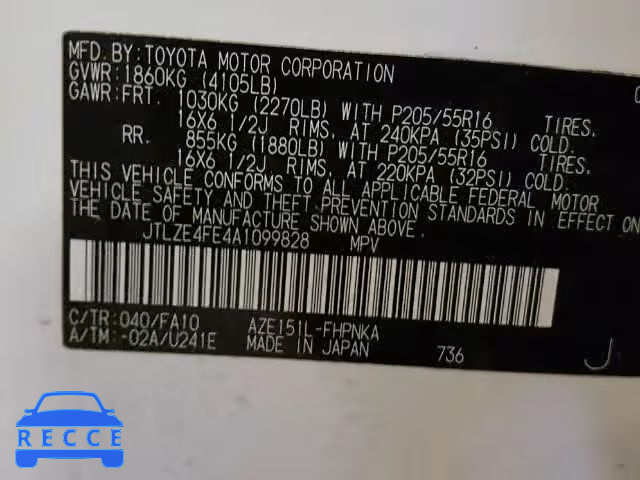 MFD. BY: TOYOTA MOTOR CORPORATION
GVWR: 1860KG (4105LB)
GAWR: FRT. 1030KG (2270LB) WITH P205/55R16 TIRES.
16X6 1/2J RIMS. AT 240KPA (35PSI) COLD.
RR. 855KG (1880LB) WITH P205/55R16 TIRES.
16X6 1/2J RIMS. AT 220KPA (32PSI) COLD.
THIS VEHICLE CONFORMS TO ALL APPLICABLE FEDERAL MOTOR
VEHICLE SAFETY AND THEFT PREVENTION STANDARDS IN EFFECT ON
THE DATE OF MANUFACTURE SHOWN ABOVE.
JTLZE4FE4A1099828 MPV
C/TR: 040/FA10 AZE151L-FHPNKA
A/TM: -02A/U241E MADE IN JAPAN 736 J
RECCE